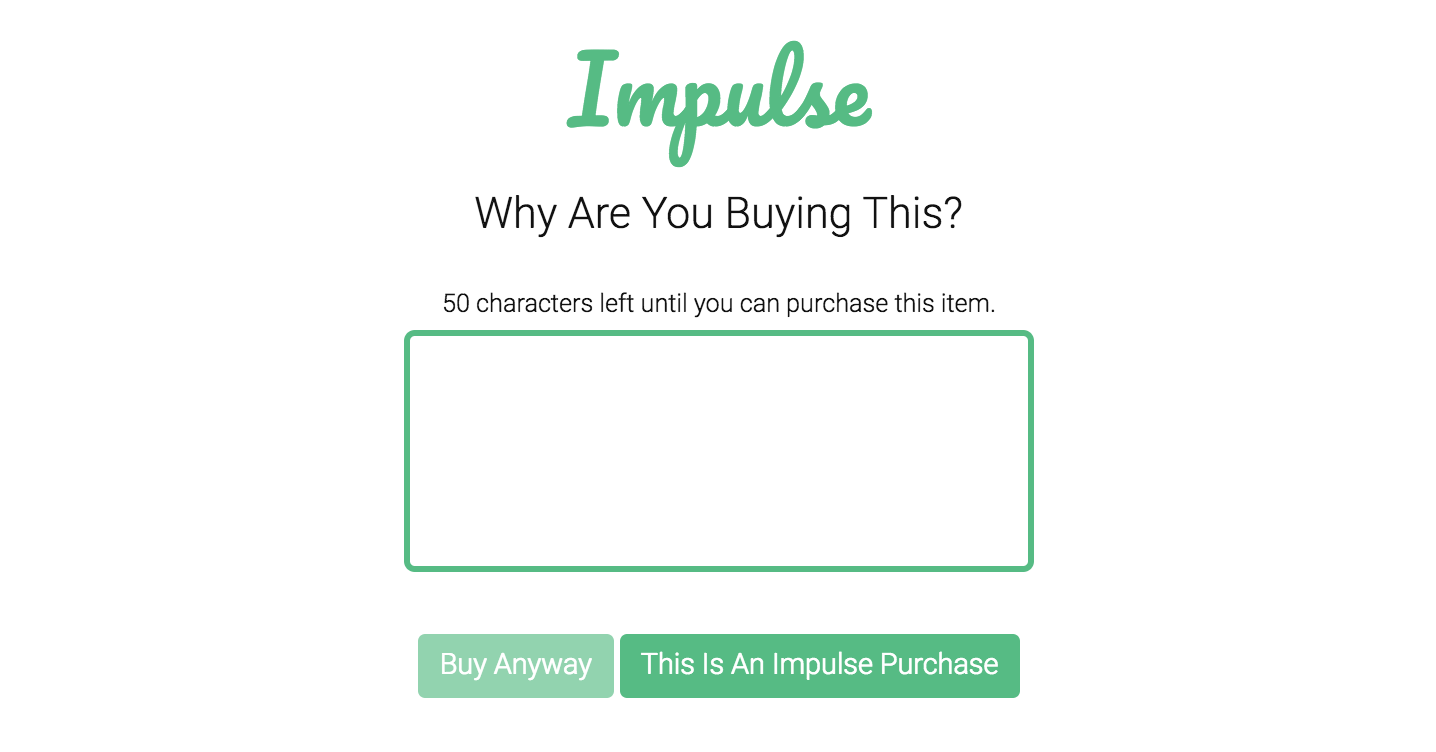 Impulse
Why Are You Buying This?
50 characters left until you can purchase this item.
Buy Anyway
This Is An Impulse Purchase